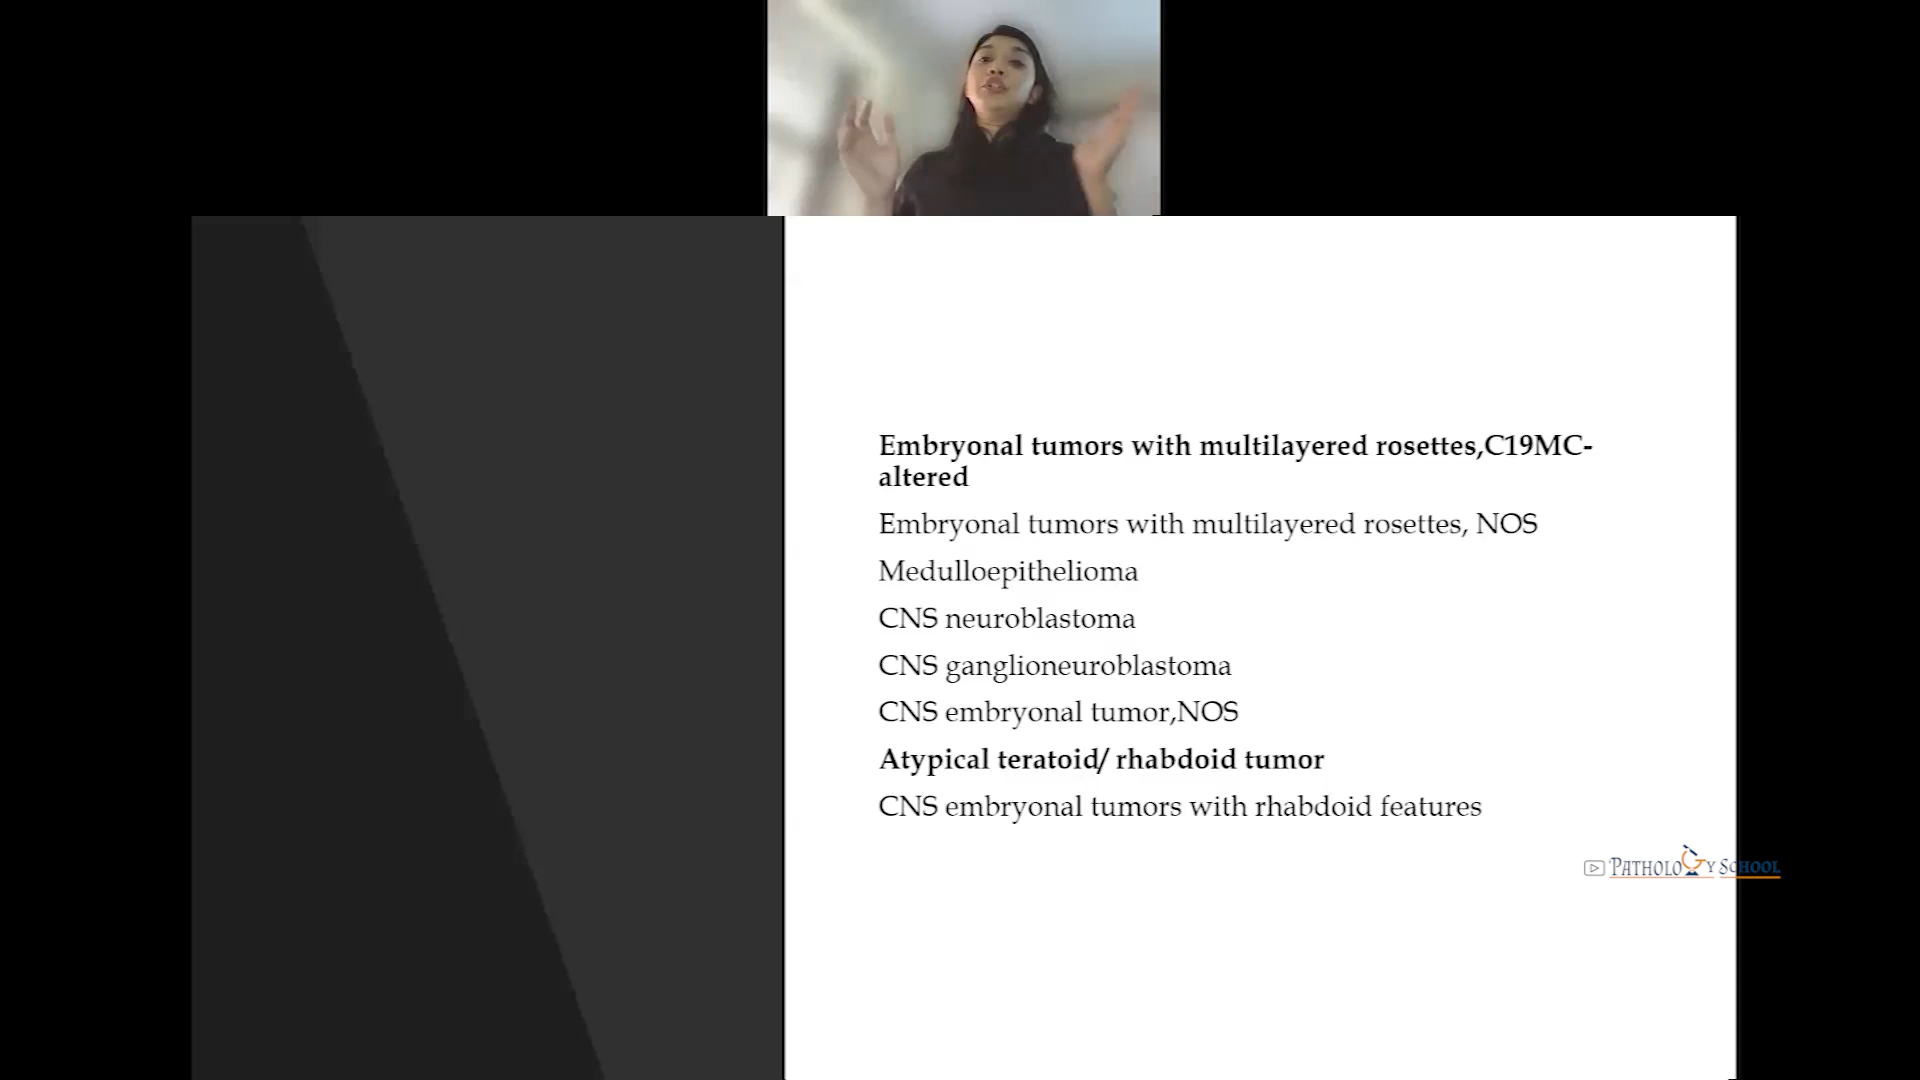 Embryonal tumors with multilayered rosettes,C19MC-
altered
Embryonal tumors with multilayered rosettes, NOS
Medulloepithelioma
CNS neuroblastoma
CNS ganglioneuroblastoma
CNS embryonal tumor,NOS
Atypical teratoid/ rhabdoid tumor
CNS embryonal tumors with rhabdoid features
PATHOLOGY SCHOOL